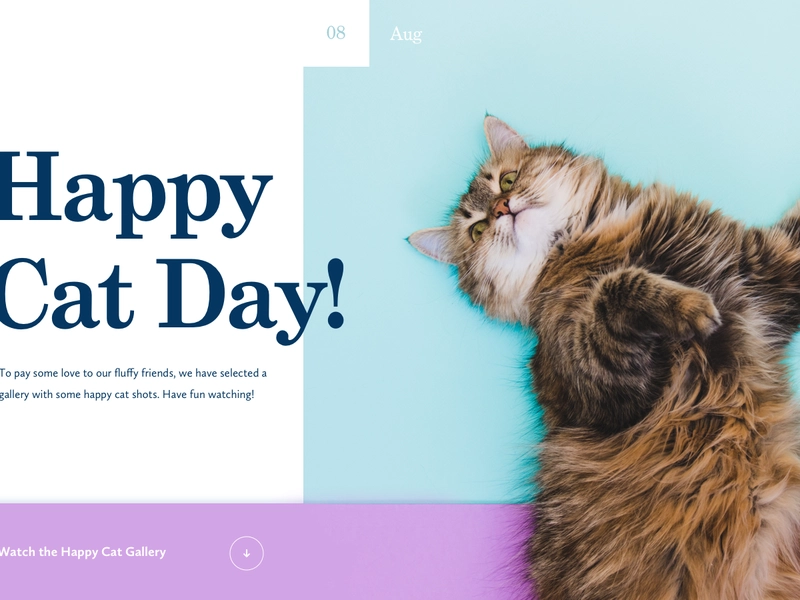 08
Aug
Happy
Cat Day!
To pay some love to our fluffy friends, we have selected a
gallery with some happy cat shots. Have fun watching!
Watch the Happy Cat Gallery